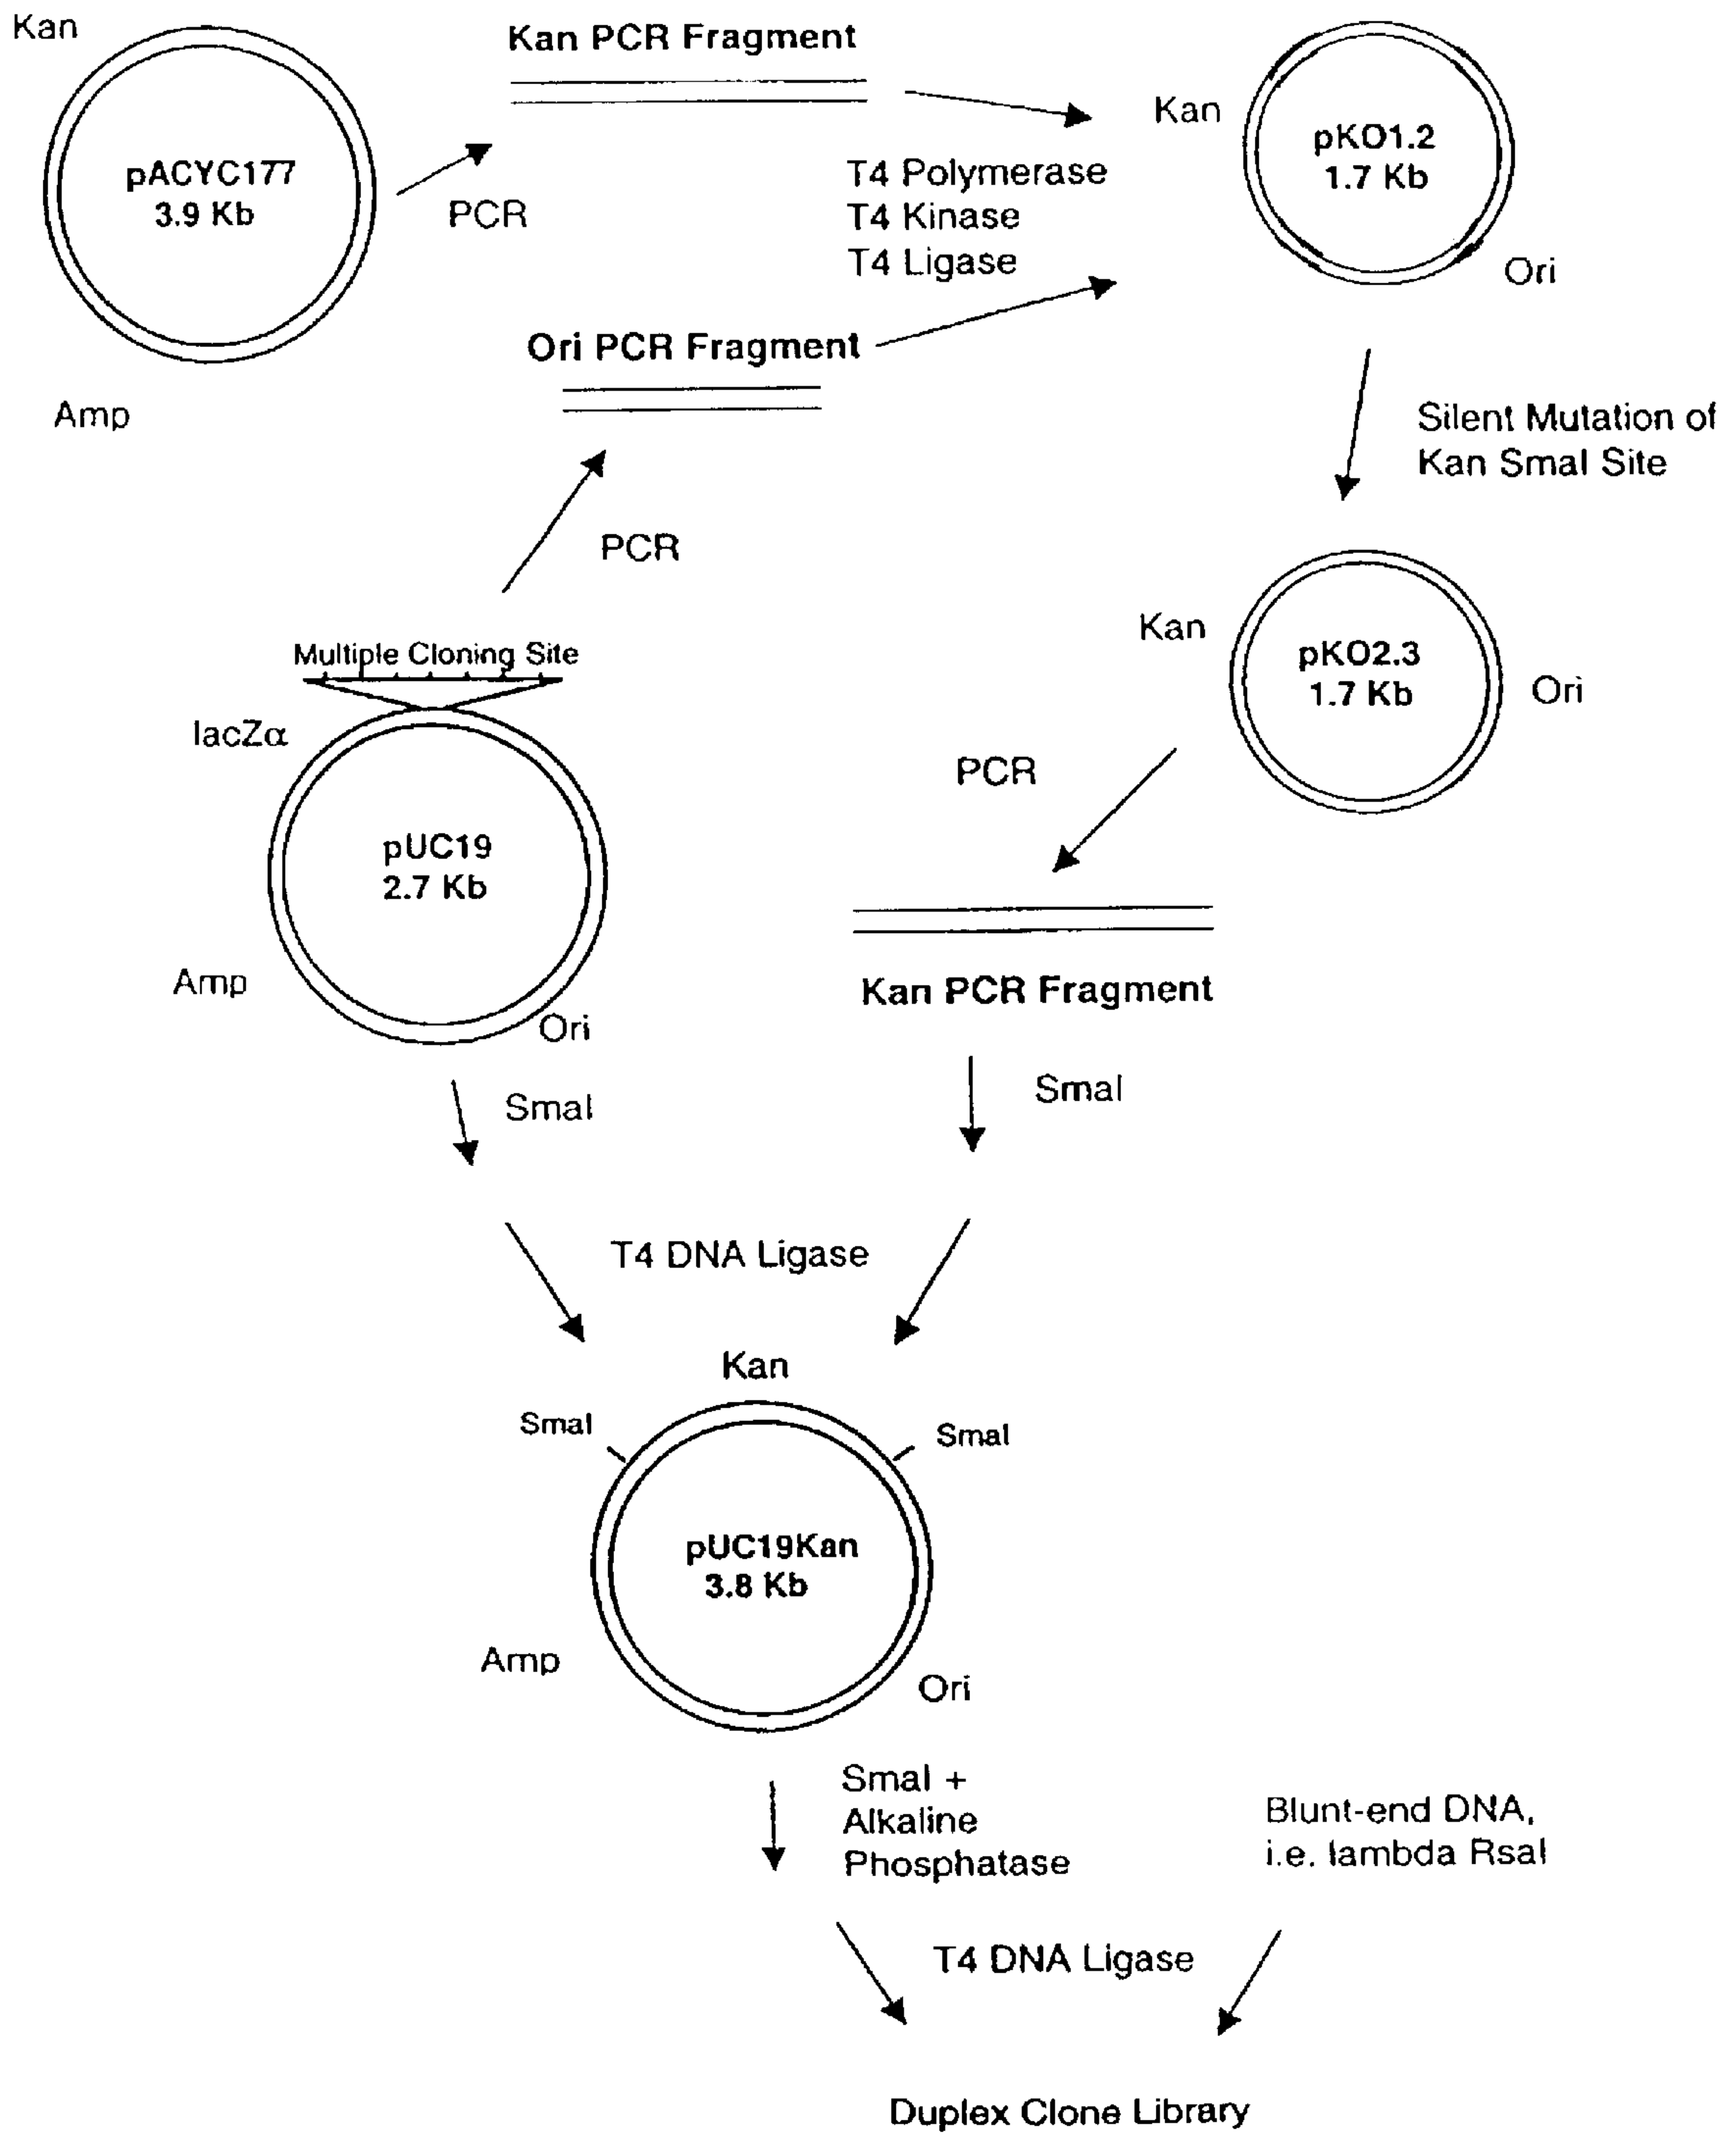 Kan
Kan PCR Fragment
pACYC177
3.9 Kb
PCR
Amp
T4 Polymerase
T4 Kinase
T4 Ligase
Kan
pKO1.2
1.7 Kb
Ori
Ori PCR Fragment
PCR
Silent Mutation of
Kan SmaI Site
Multiple Cloning Site
lacZα
pUC19
2.7 Kb
Amp
Ori
Kan
pKO2.3
1.7 Kb
Ori
PCR
Kan PCR Fragment
SmaI
SmaI
T4 DNA Ligase
Kan
SmaI
SmaI
pUC19Kan
3.8 Kb
Amp
Ori
SmaI +
Alkaline
Phosphatase
Blunt-end DNA,
i.e. lambda RsaI
T4 DNA Ligase
Duplex Clone Library